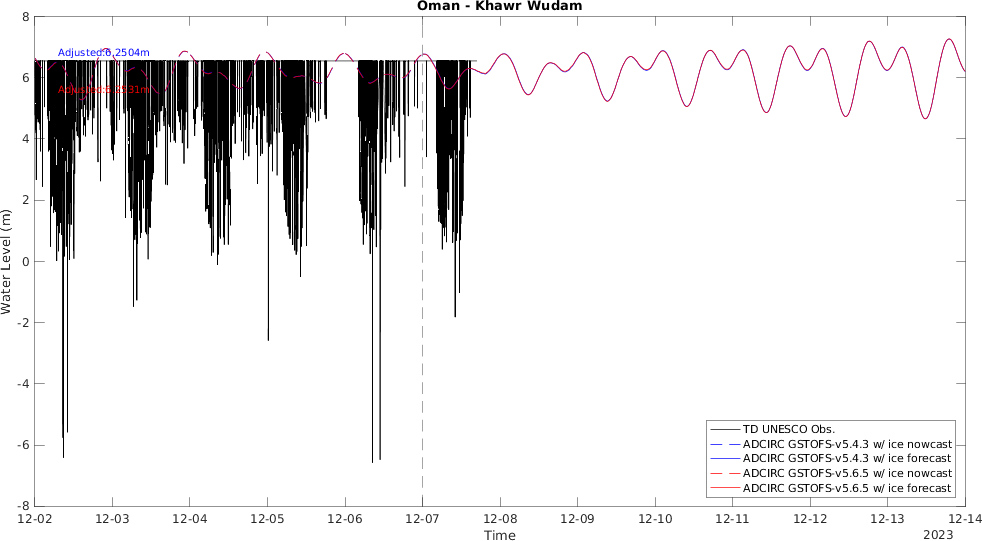 Oman - Khawr Wudam
Water Level (m)
8
6
4
2
0
-2
-4
-6
-8
Adjusted:6.2504m
TD UNESCO Obs.
ADCIRC GSTOFS-v5.4.3 w/ ice nowcast
ADCIRC GSTOFS-v5.4.3 w/ ice forecast
ADCIRC GSTOFS-v5.6.5 w/ ice nowcast
ADCIRC GSTOFS-v5.6.5 w/ ice forecast
12-02 12-03 12-04 12-05 12-06 12-07 12-08 12-09 12-10 12-11 12-12 12-13 12-14
Time
2023